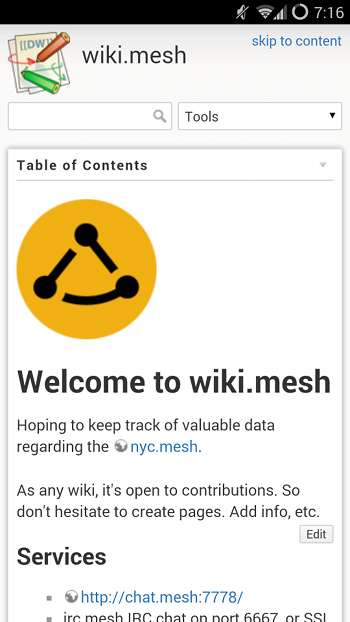 7:16
[[DW]]
wiki.mesh
skip to content
Tools
Table of Contents
Welcome to wiki.mesh
Hoping to keep track of valuable data
regarding the nyc.mesh.
As any wiki, it's open to contributions. So
don't hesitate to create pages. Add info, etc.
Edit
Services
http://chat.mesh:7778/
irc.mesh IRC chat on port 6667, or SSL